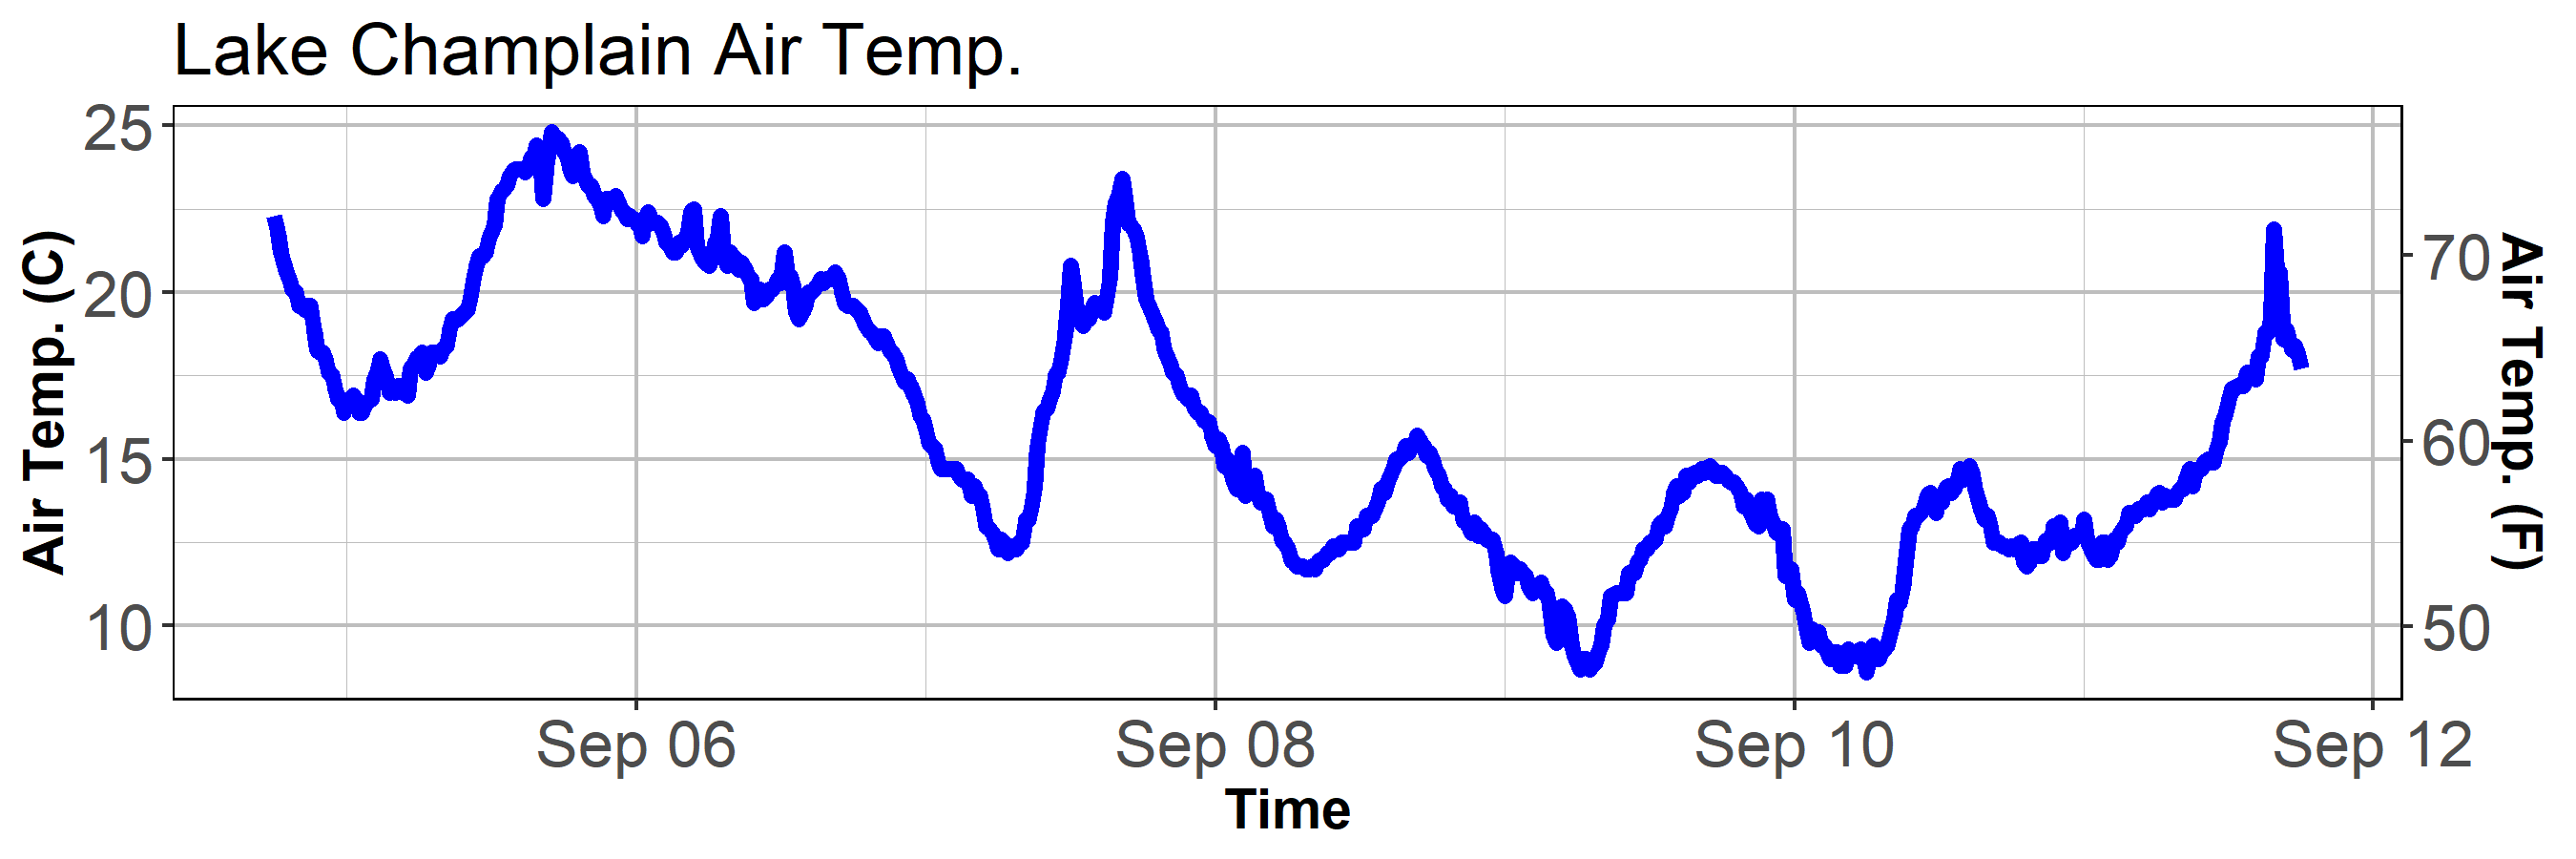 Lake Champlain Air Temp.
25
20
15
10
Air Temp. (C)
70
60
50
Air Temp. (F)
Sep 06
Sep 08
Sep 10
Sep 12
Time